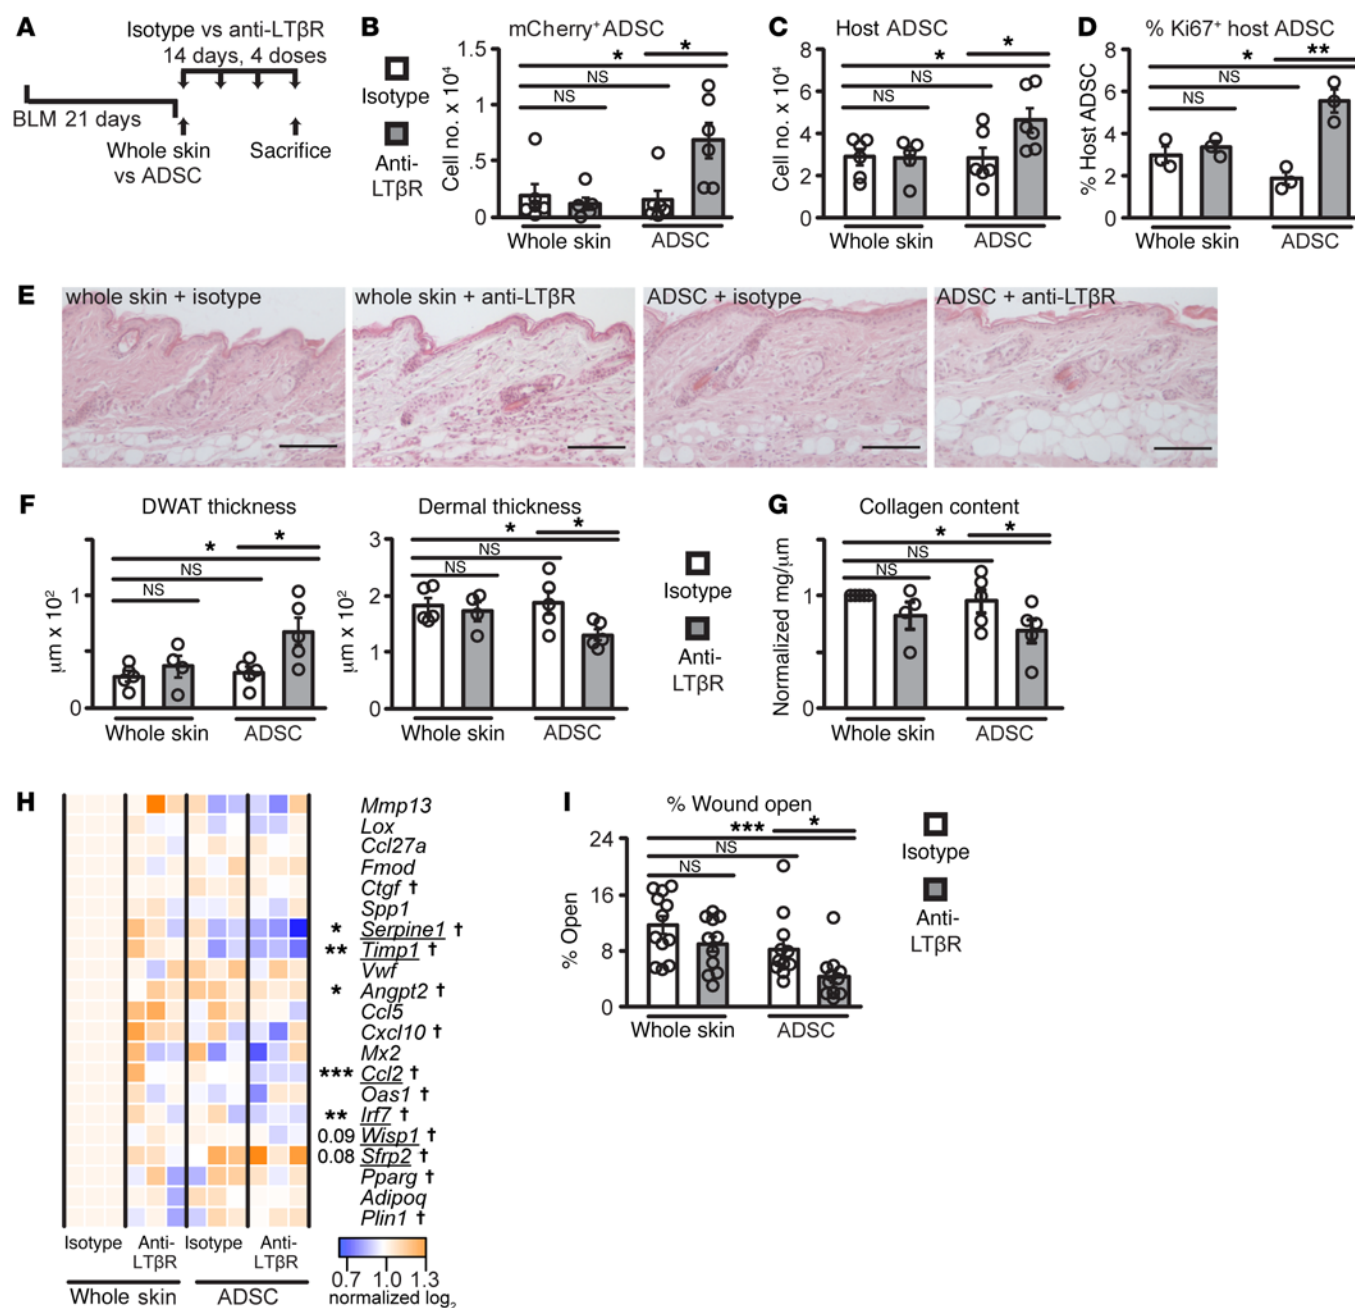 A
Isotype vs anti-LTβR
14 days, 4 doses
BLM 21 days
Whole skin
vs ADSC
Sacrifice
B
mCherry⁺ ADSC
Isotype
Anti-
LTβR
Cell no. x 10⁴
1.5
1
.5
0
*
*
NS
NS
Whole skin
ADSC
C
Host ADSC
Cell no. x 10⁴
8
6
4
2
0
*
*
NS
NS
Whole skin
ADSC
D
% Ki67⁺ host ADSC
% Host ADSC
8
6
4
2
0
**
*
NS
NS
Whole skin
ADSC
E
whole skin + isotype
whole skin + anti-LTβR
ADSC + isotype
ADSC + anti-LTβR
F
DWAT thickness
μm x 10²
1
0
*
*
NS
NS
Whole skin
ADSC
Dermal thickness
μm x 10²
3
2
1
0
*
*
NS
NS
Whole skin
ADSC
Isotype
Anti-
LTβR
G
Collagen content
Normalized mg/μm
1
0
*
*
NS
NS
Whole skin
ADSC
H
Mmp13
Lox
Ccl27a
Fmod
Ctgf †
Spp1
* Serpine1 †
** Timp1 †
Vwf
* Angpt2 †
Ccl5
Cxcl10 †
Mx2
*** Ccl2 †
Oas1 †
** Irf7 †
0.09 Wisp1 †
0.08 Sfrp2 †
Pparg †
Adipoq
Plin1 †
Isotype
Anti-
LTβR
Isotype
Anti-
LTβR
Whole skin
ADSC
0.7 1.0 1.3
normalized log₂
I
% Wound open
% Open
24
16
8
0
***
*
NS
NS
Whole skin
ADSC
Isotype
Anti-
LTβR